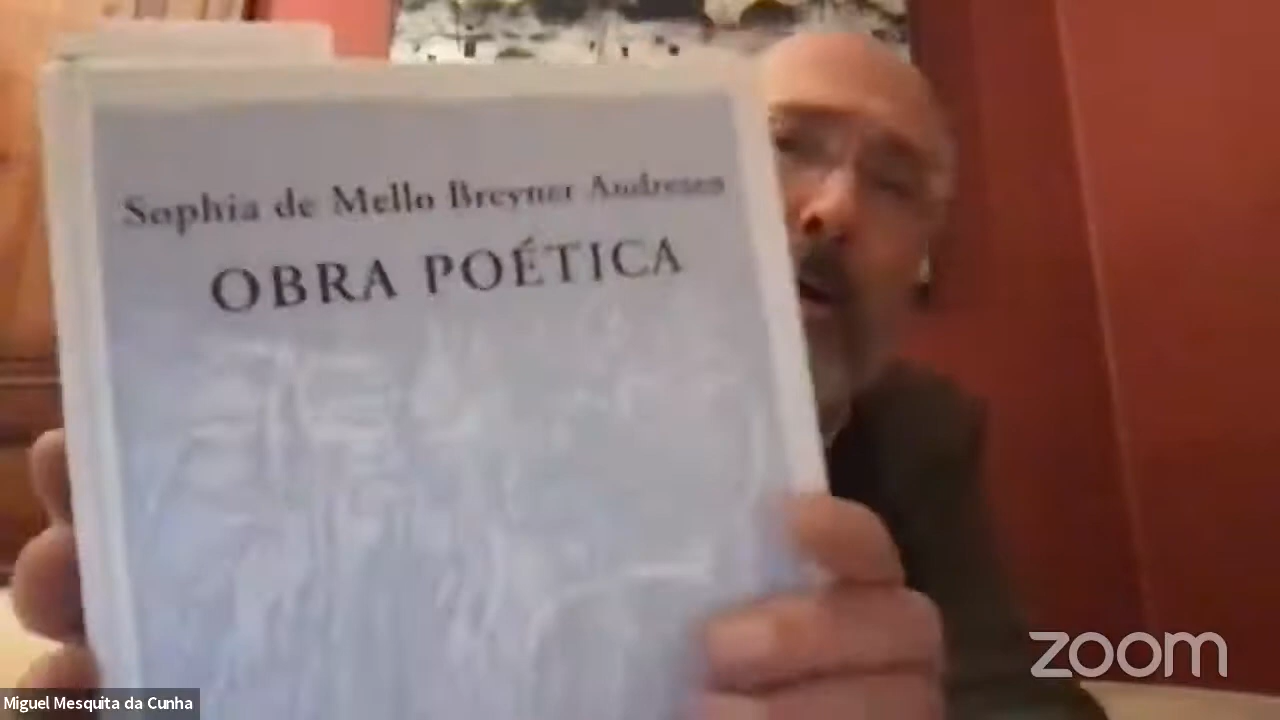 Sophia de Mello Breyner Andresen
OBRA POÉTICA
Miguel Mesquita da Cunha
zoom